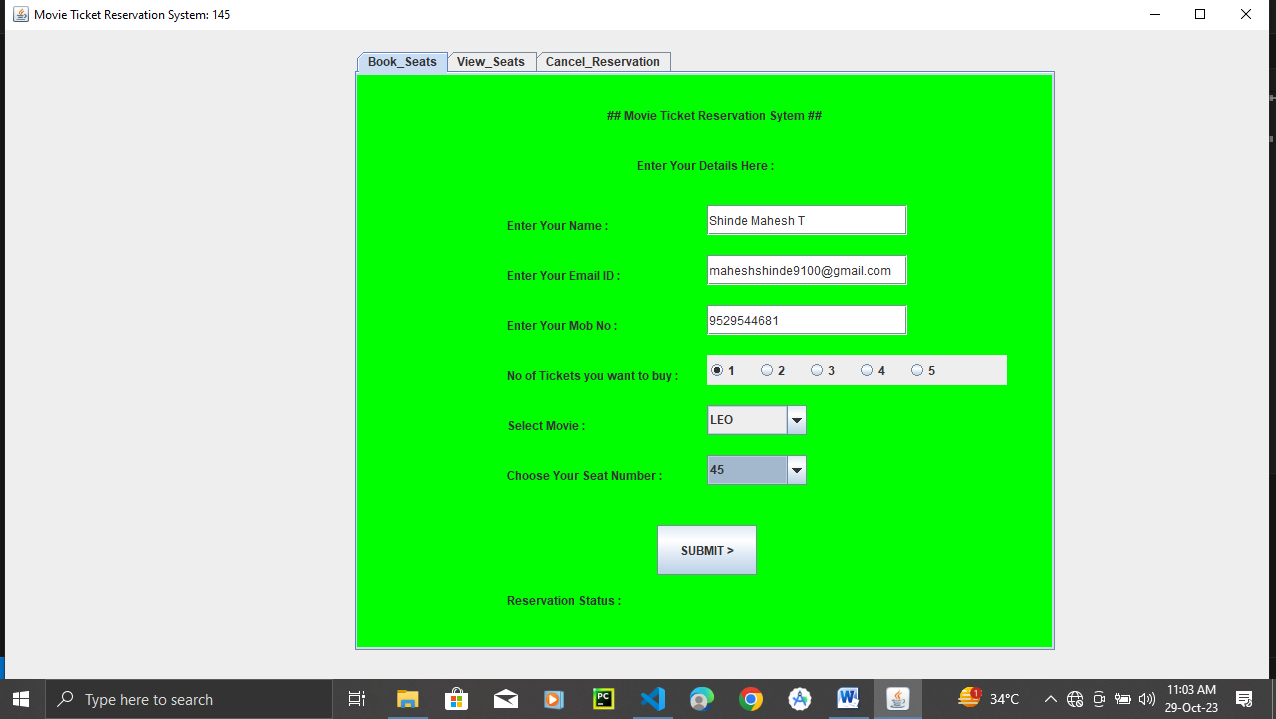 Movie Ticket Reservation System: 145
Book_Seats View_Seats Cancel_Reservation
## Movie Ticket Reservation Sytem ##
Enter Your Details Here :
Enter Your Name : Shinde Mahesh T
Enter Your Email ID : maheshshinde9100@gmail.com
Enter Your Mob No : 9529544681
No of Tickets you want to buy : 1 2 3 4 5
Select Movie : LEO
Choose Your Seat Number : 45
SUBMIT >
Reservation Status :
Type here to search PC W 1 34°C 11:03 AM
29-Oct-23